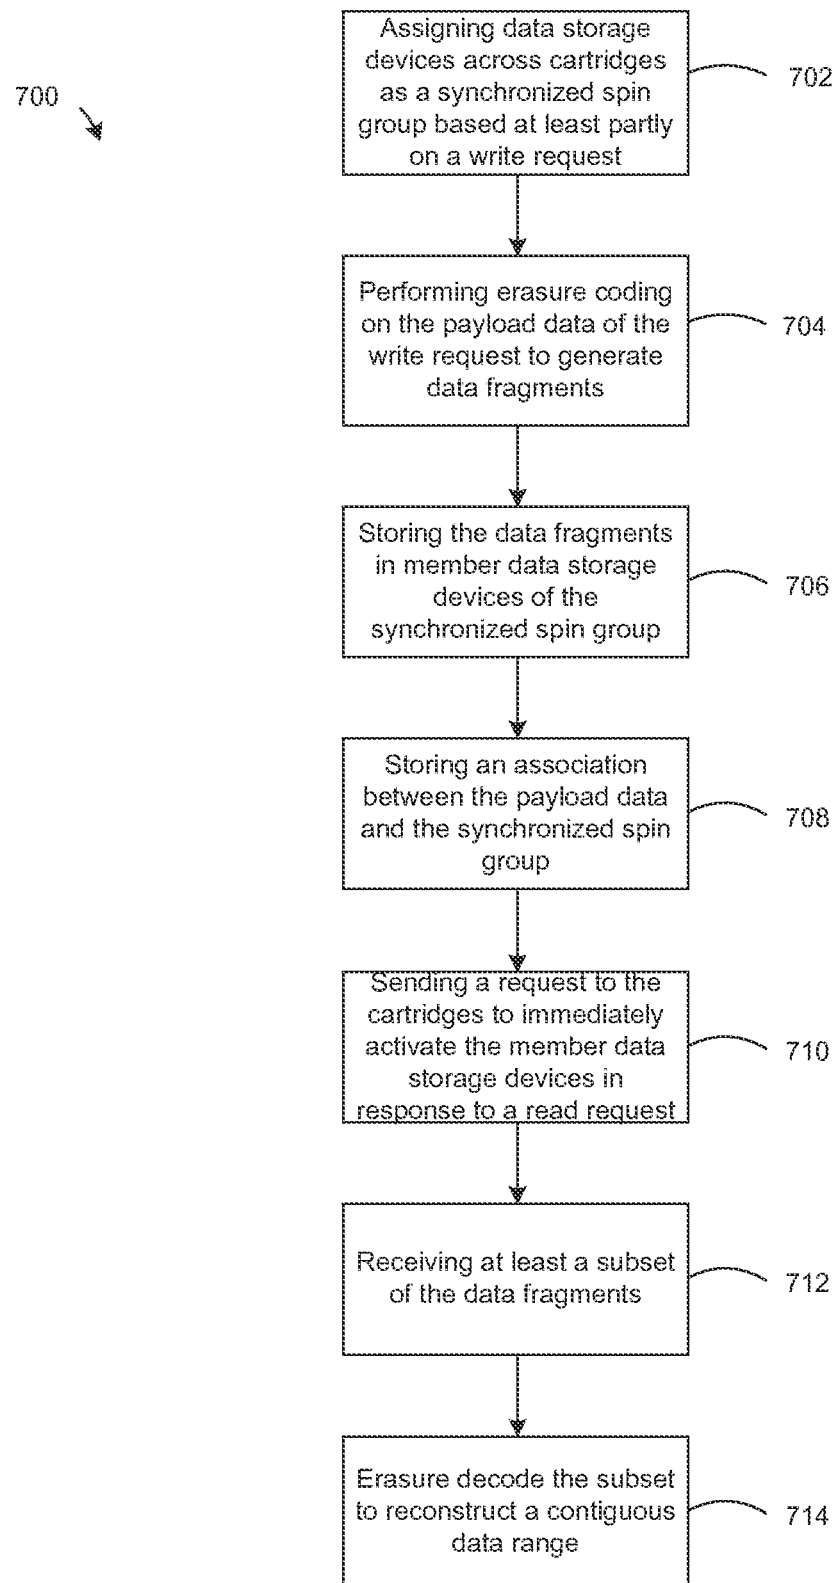 700
Assigning data storage
devices across cartridges
as a synchronized spin
group based at least partly
on a write request
702
Performing erasure coding
on the payload data of the
write request to generate
data fragments
704
Storing the data fragments
in member data storage
devices of the
synchronized spin group
706
Storing an association
between the payload data
and the synchronized spin
group
708
Sending a request to the
cartridges to immediately
activate the member data
storage devices in
response to a read request
710
Receiving at least a subset
of the data fragments
712
Erasure decode the subset
to reconstruct a contiguous
data range
714